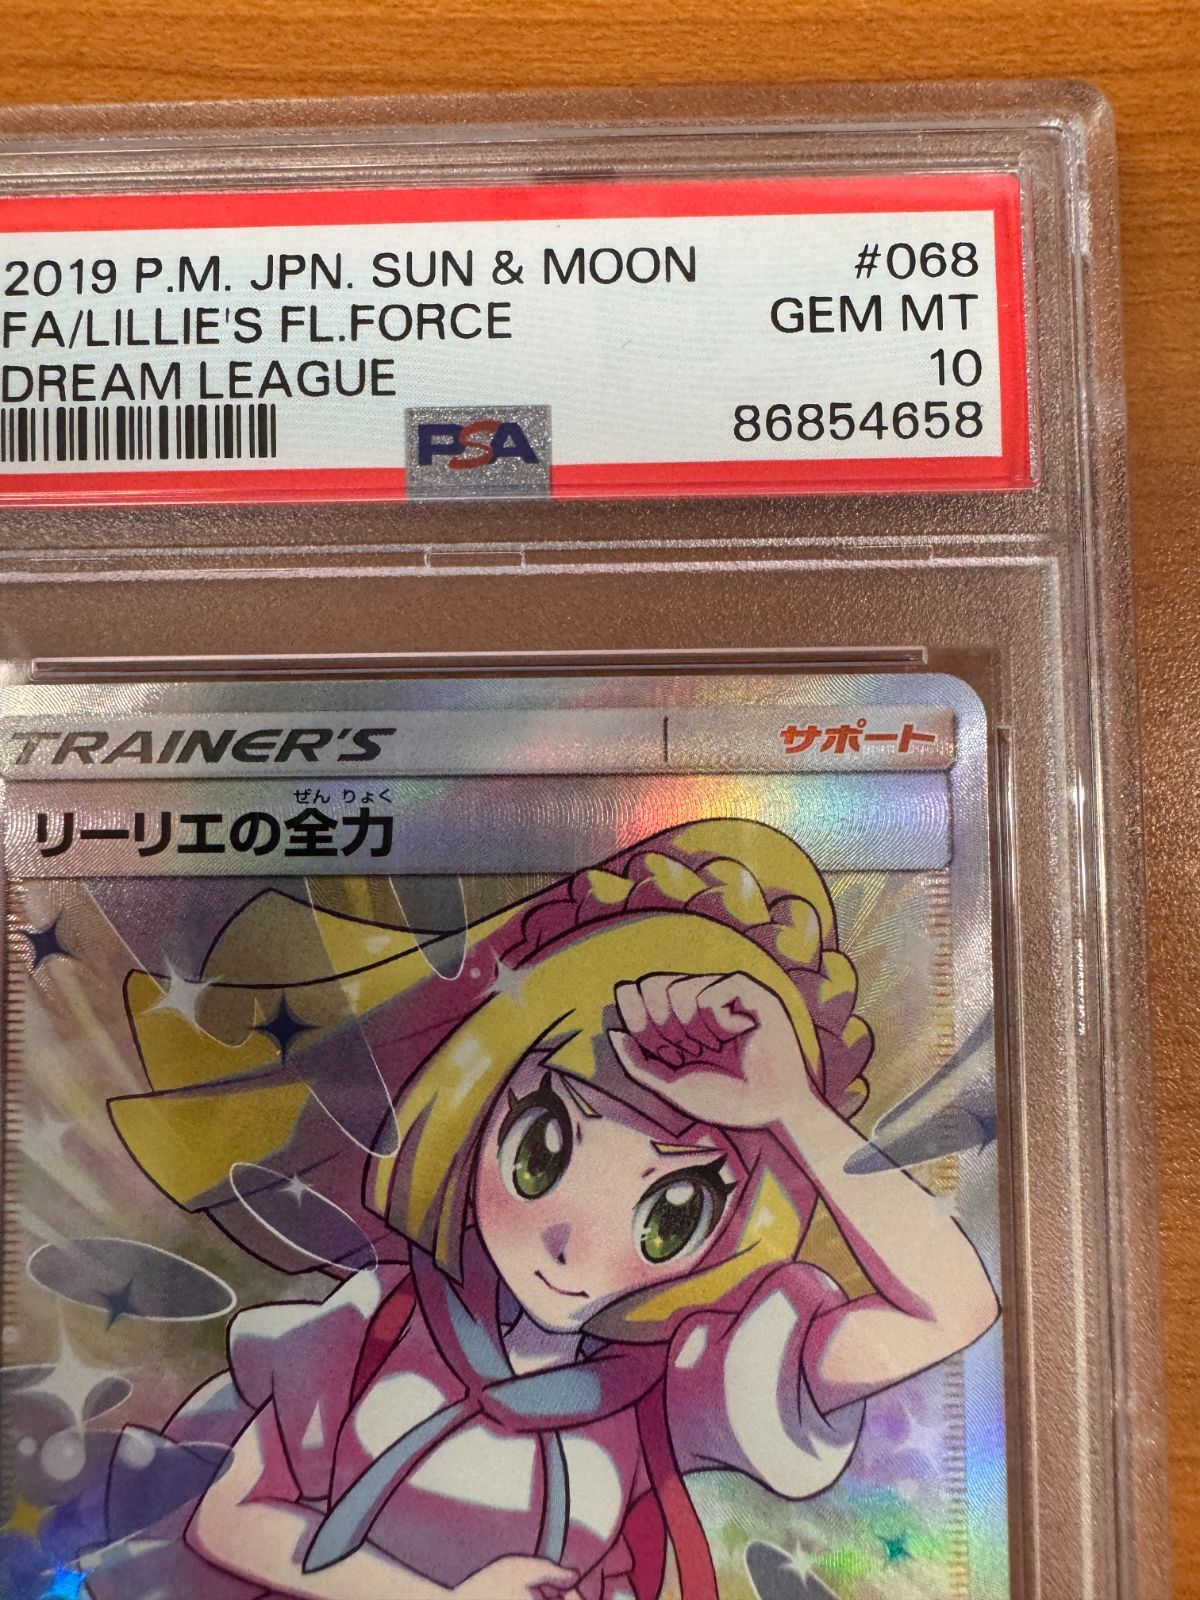 2019 P.M. JPN. SUN & MOON #068
FA/LILLIE'S FL.FORCE GEM MT
DREAM LEAGUE 10
86854658
PSA
TRAINER'S サポート
ぜんりょく
リーリエの全力